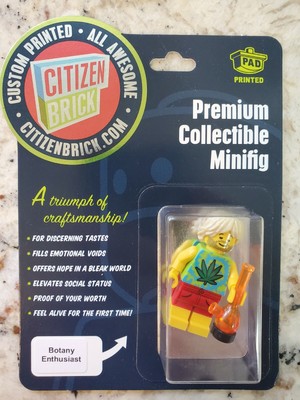 CUSTOM PRINTED • ALL AWESOME •
CITIZEN
BRICK
CITIZENBRICK.COM
PAD
PRINTED
Premium
Collectible
Minifig
A triumph of
craftsmanship!
• FOR DISCERNING TASTES
• FILLS EMOTIONAL VOIDS
• OFFERS HOPE IN A BLEAK WORLD
• ELEVATES SOCIAL STATUS
• PROOF OF YOUR WORTH
• FEEL ALIVE FOR THE FIRST TIME!
Botany
Enthusiast